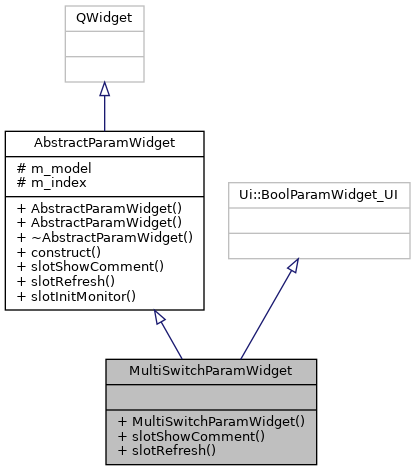 QWidget
AbstractParamWidget
# m_model
# m_index
+ AbstractParamWidget()
+ AbstractParamWidget()
+ ~AbstractParamWidget()
+ construct()
+ slotShowComment()
+ slotRefresh()
+ slotInitMonitor()
Ui::BoolParamWidget_UI
MultiSwitchParamWidget
+ MultiSwitchParamWidget()
+ slotShowComment()
+ slotRefresh()